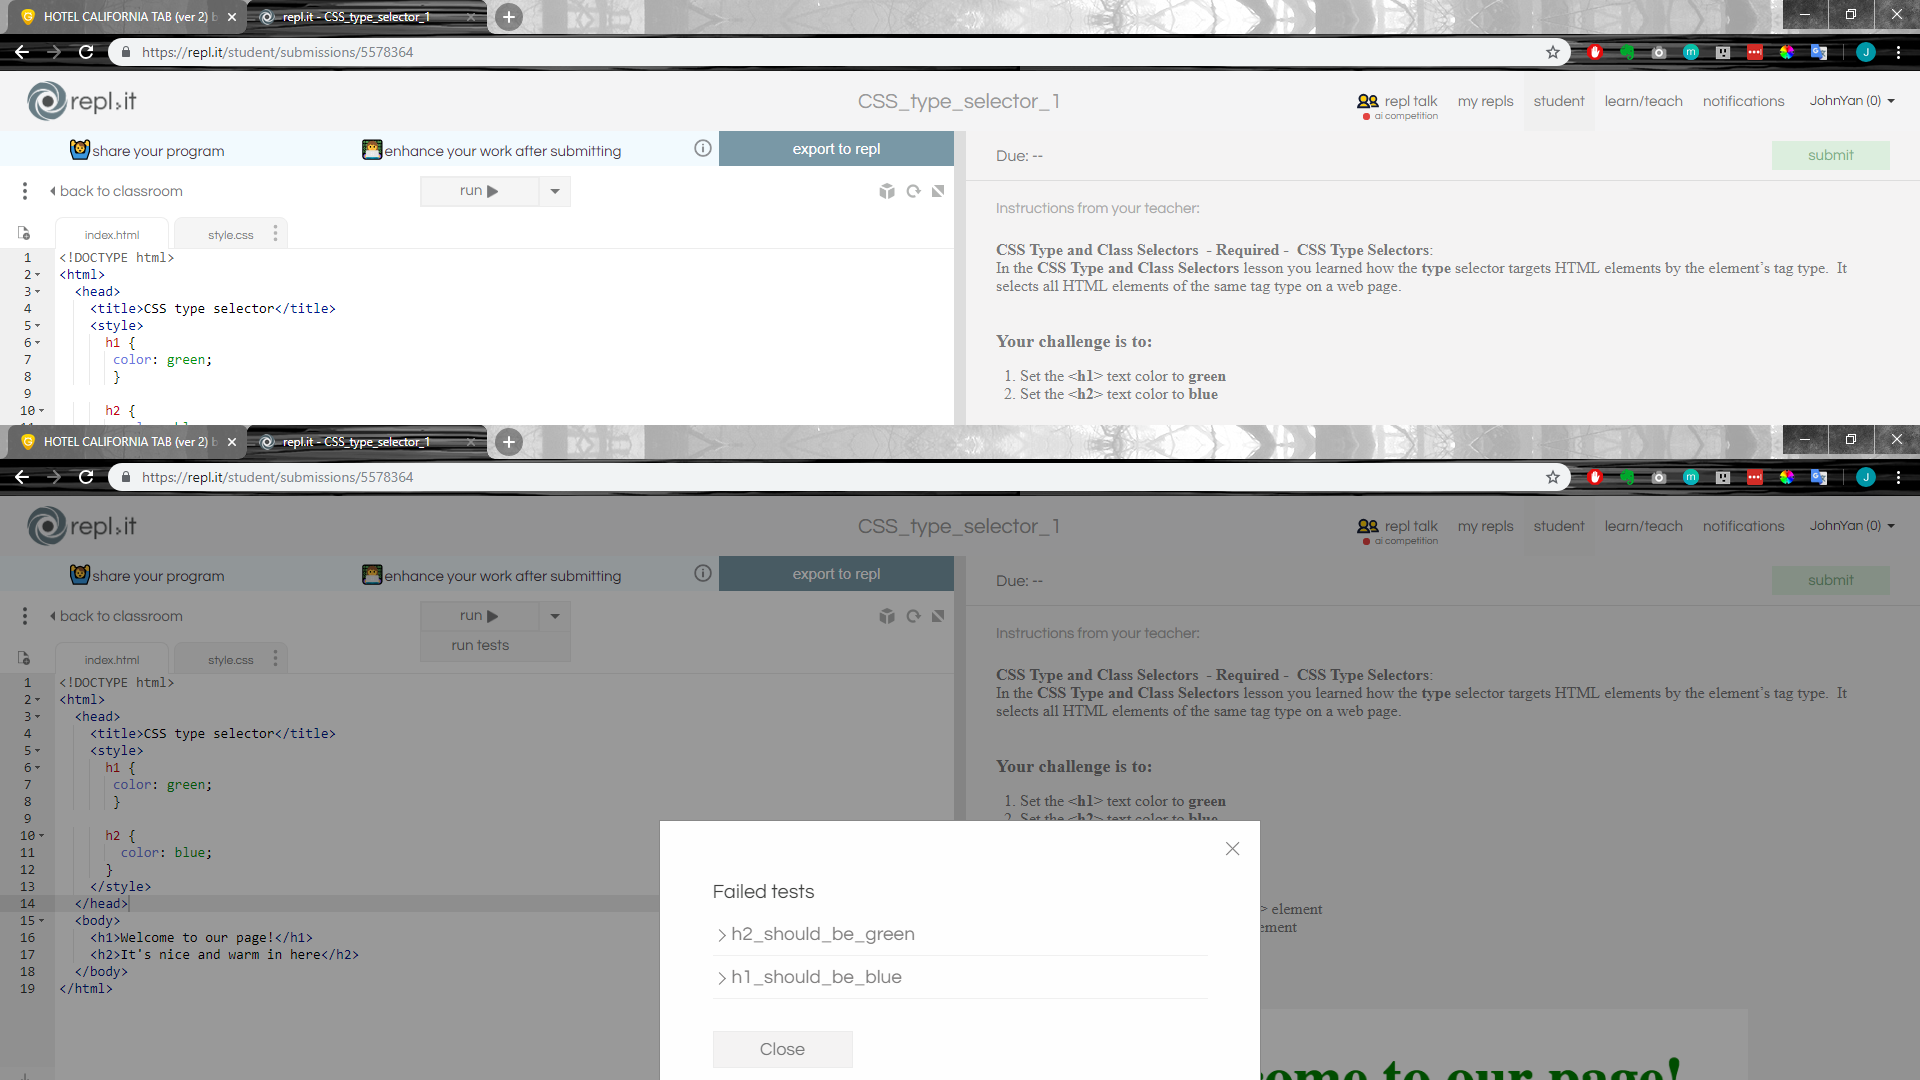 HOTEL CALIFORNIA TAB (ver 2)
repl.it - CSS_type_selector_1
https://repl.it/student/submissions/5578364
repl.it
CSS_type_selector_1
repl talk
ai competition
my repls
student
learn/teach
notifications
JohnYan (0)
share your program
enhance your work after submitting
export to repl
Due: --
submit
back to classroom
run
index.html
style.css
1 <!DOCTYPE html>
2 <html>
3 <head>
4 <title>CSS type selector</title>
5 <style>
6 h1 {
7 color: green;
8 }
9
10 h2 {
Instructions from your teacher:
CSS Type and Class Selectors - Required - CSS Type Selectors:
In the CSS Type and Class Selectors lesson you learned how the type selector targets HTML elements by the element's tag type. It
selects all HTML elements of the same tag type on a web page.
Your challenge is to:
1. Set the <h1> text color to green
2. Set the <h2> text color to blue
HOTEL CALIFORNIA TAB (ver 2)
repl.it - CSS_type_selector_1
https://repl.it/student/submissions/5578364
repl.it
CSS_type_selector_1
repl talk
ai competition
my repls
student
learn/teach
notifications
JohnYan (0)
share your program
enhance your work after submitting
export to repl
Due: --
submit
back to classroom
run
run tests
index.html
style.css
1 <!DOCTYPE html>
2 <html>
3 <head>
4 <title>CSS type selector</title>
5 <style>
6 h1 {
7 color: green;
8 }
9
10 h2 {
11 color: blue;
12 }
13 </style>
14 </head>
15 <body>
16 <h1>Welcome to our page!</h1>
17 <h2>It's nice and warm in here</h2>
18 </body>
19 </html>
Instructions from your teacher:
CSS Type and Class Selectors - Required - CSS Type Selectors:
In the CSS Type and Class Selectors lesson you learned how the type selector targets HTML elements by the element's tag type. It
selects all HTML elements of the same tag type on a web page.
Your challenge is to:
1. Set the <h1> text color to green
2. Set the <h2> text color to blue
> element
Failed tests
h2_should_be_green
h1_should_be_blue
Close
to our page!